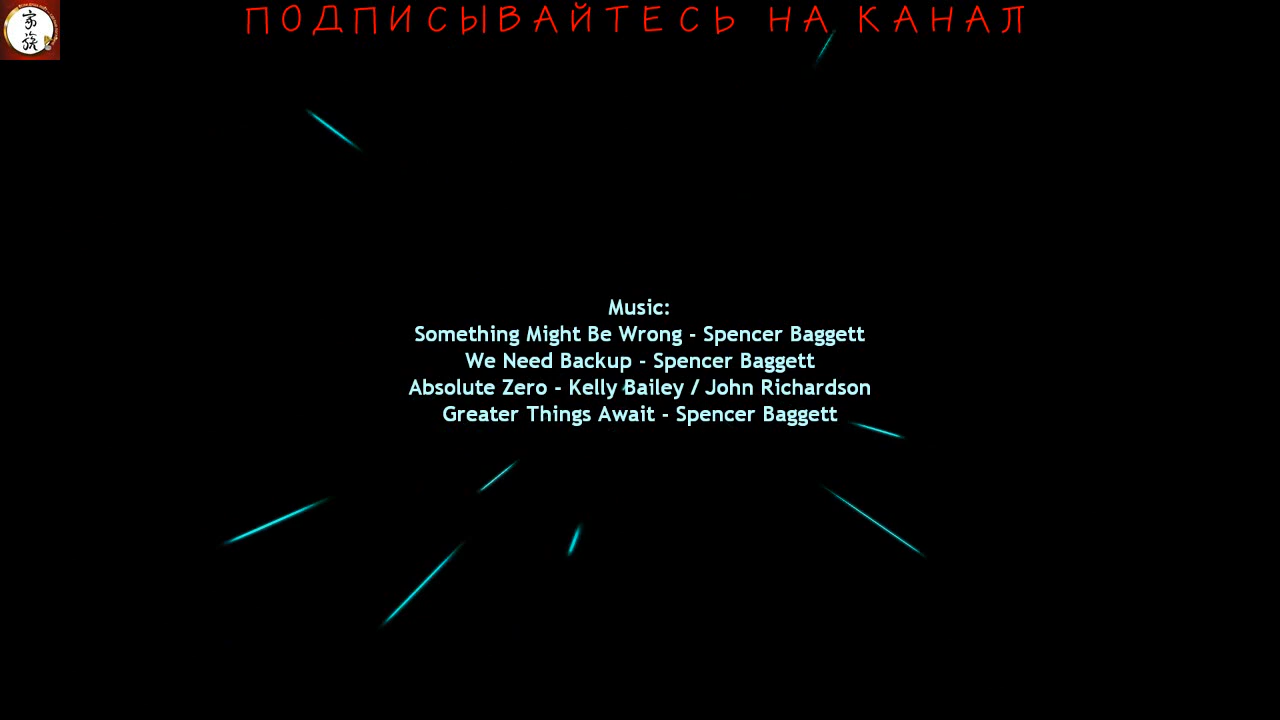 ПОДПИСЫВАЙТЕСЬ НА КАНАЛ
Music:
Something Might Be Wrong - Spencer Baggett
We Need Backup - Spencer Baggett
Absolute Zero - Kelly Bailey / John Richardson
Greater Things Await - Spencer Baggett